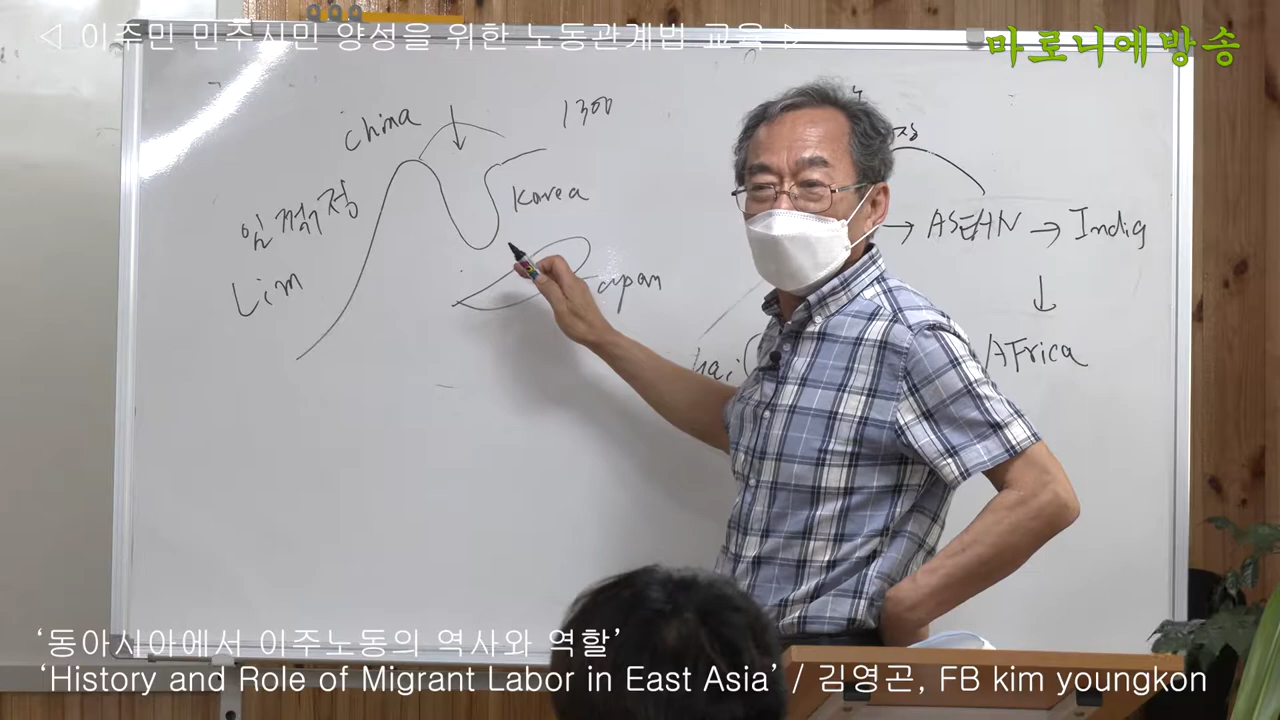 ◁ 이주민 민주시민 양성을 위한 노동관계법 교육 ▷
마로니에방송
china
1300
Korea
임꺽정
Lim
Japan
→ ASEAN → India
↓
AFrica
‘동아시아에서 이주노동의 역사와 역할’
‘History and Role of Migrant Labor in East Asia’ / 김영곤, FB kim youngkon